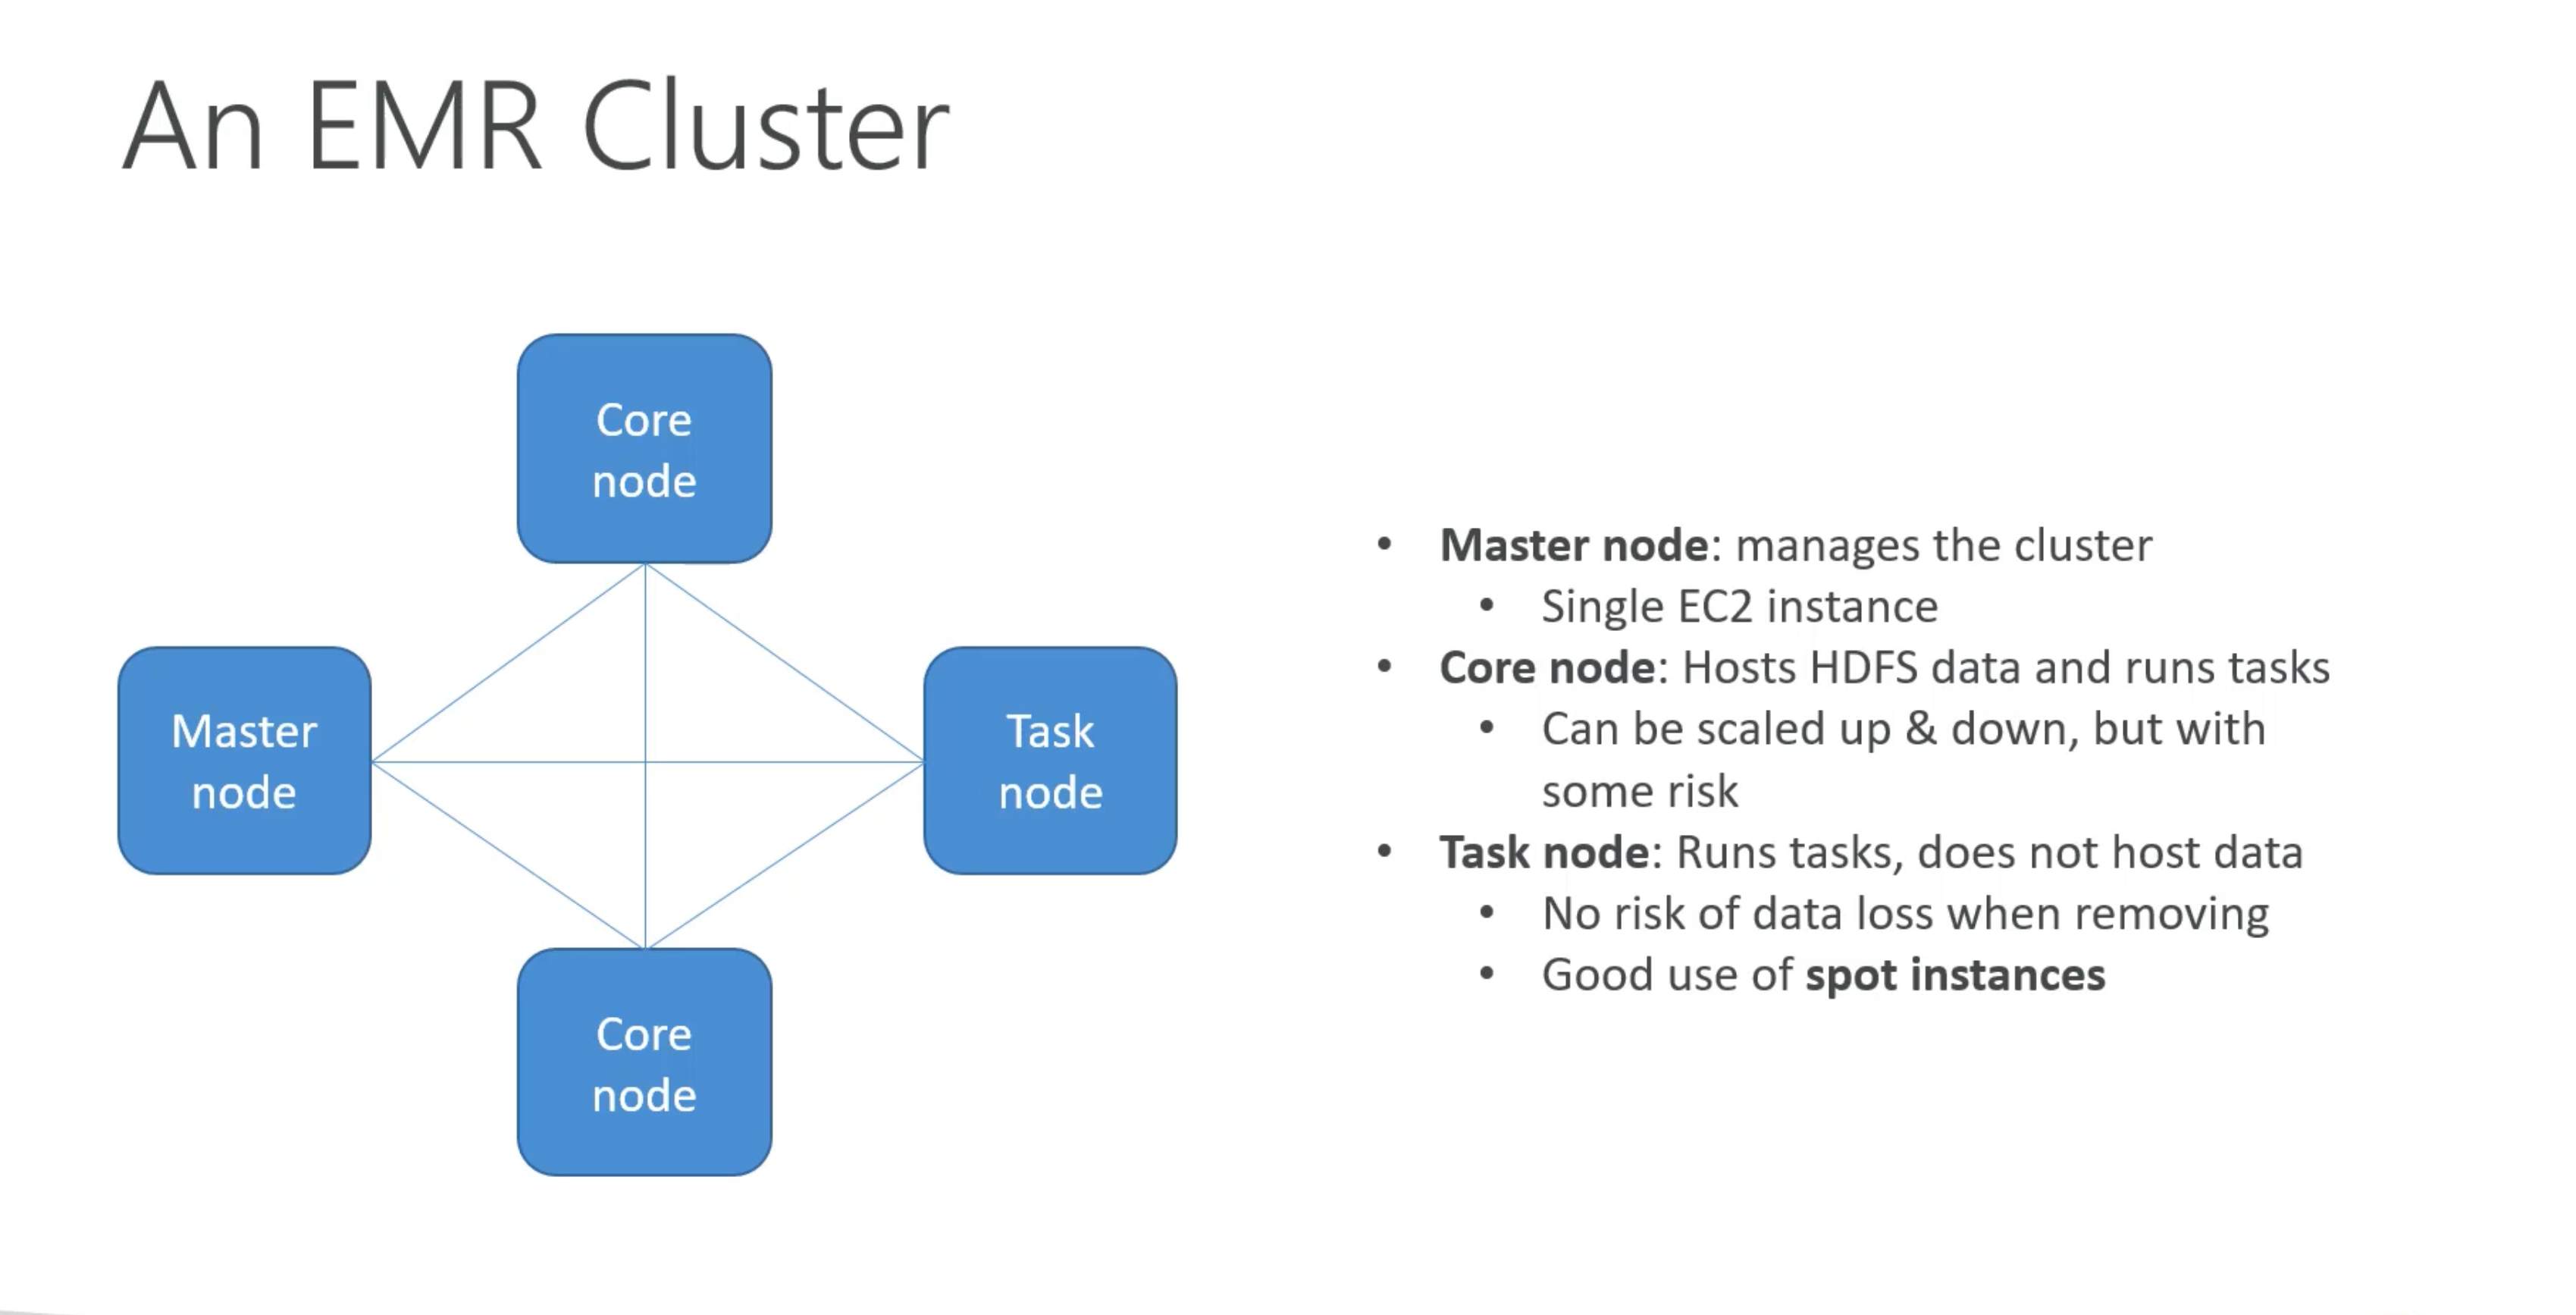 An EMR Cluster
Core
node
Master
node
Task
node
Core
node
• Master node: manages the cluster
• Single EC2 instance
• Core node: Hosts HDFS data and runs tasks
• Can be scaled up & down, but with
some risk
• Task node: Runs tasks, does not host data
• No risk of data loss when removing
• Good use of spot instances